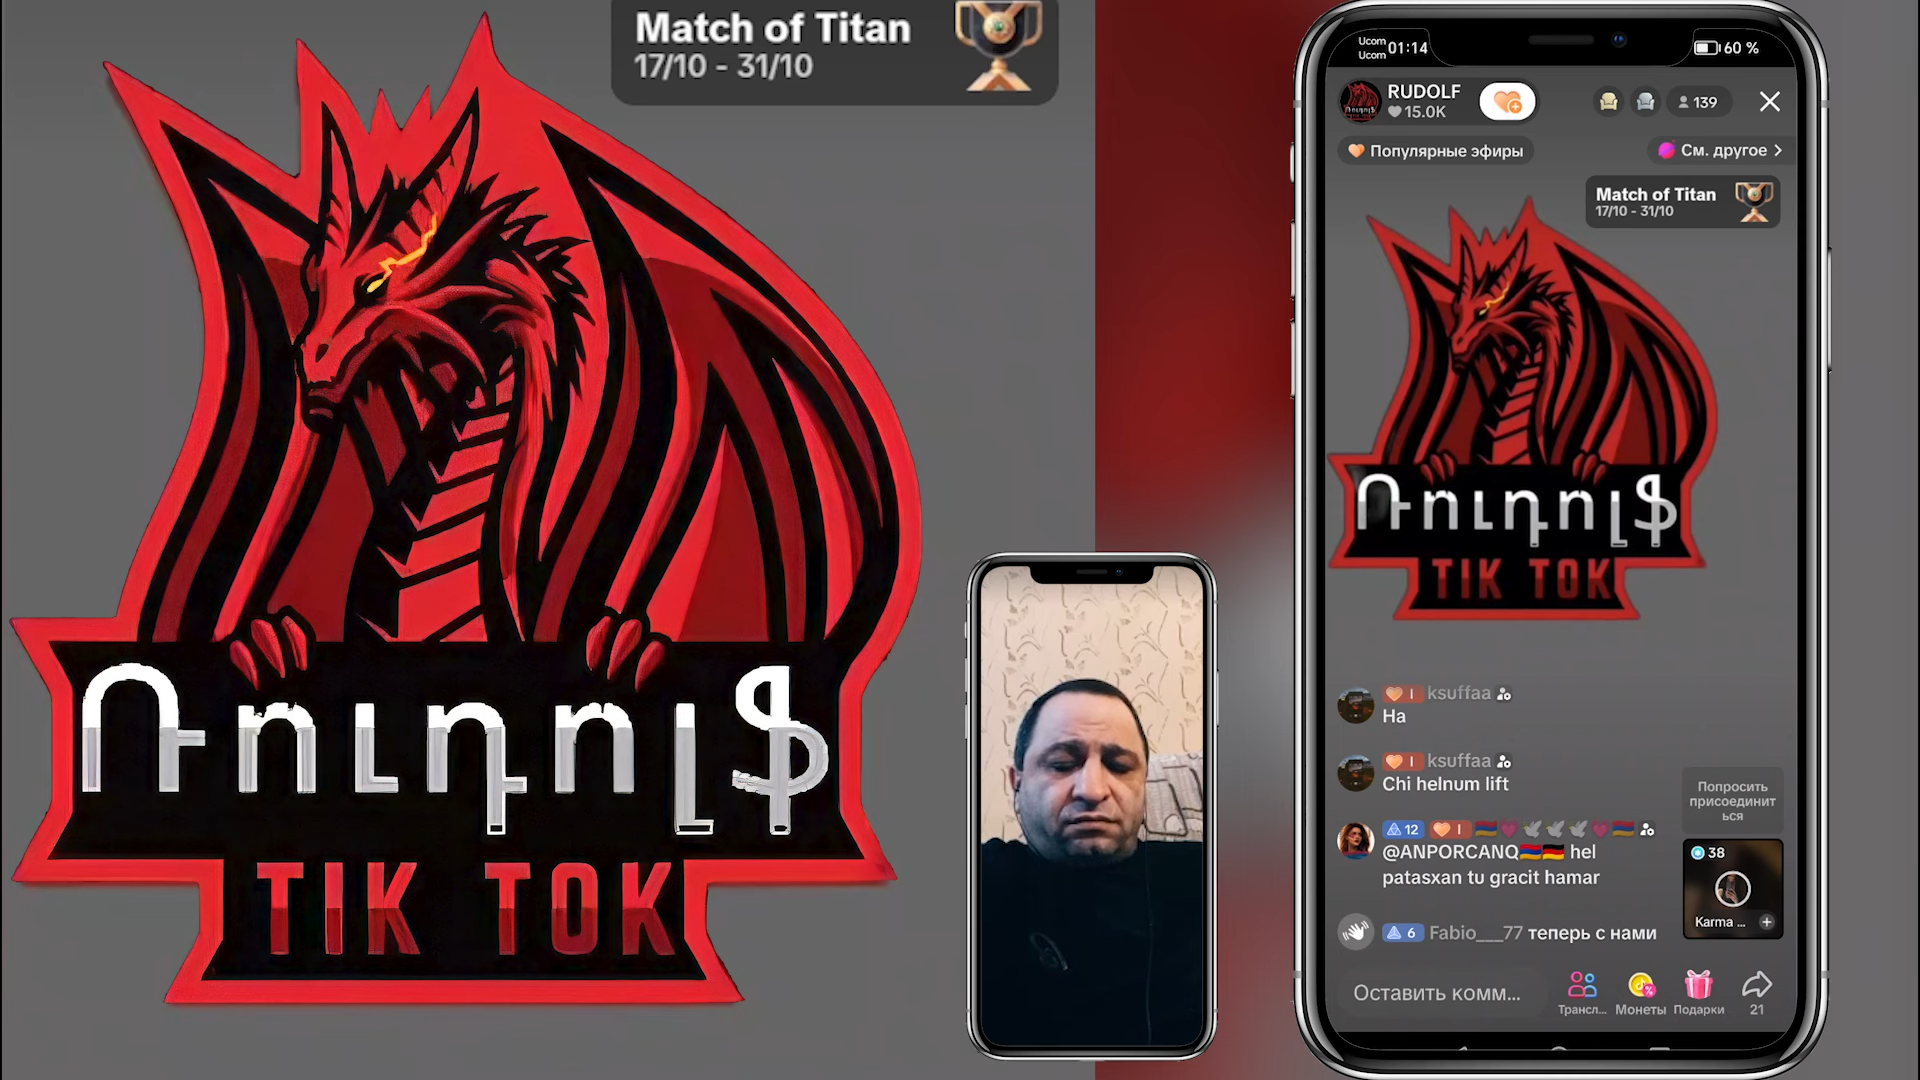 Match of Titan
17/10 - 31/10
Ռուդոլֆ
TIK TOK
Ucom
Ucom
01:14
60 %
RUDOLF
15.0K
139
Популярные эфиры
См. другое
Match of Titan
17/10 - 31/10
Ռուդոլֆ
TIK TOK
I ksuffaa
Ha
I ksuffaa
Chi helnum lift
12 I
@ANPORCANQ hel
patasxan tu gracit hamar
6 Fabio___77 теперь с нами
Попросить
присоединит
ься
38
Karma ...
Оставить комм...
Трансл...
Монеты
Подарки
21